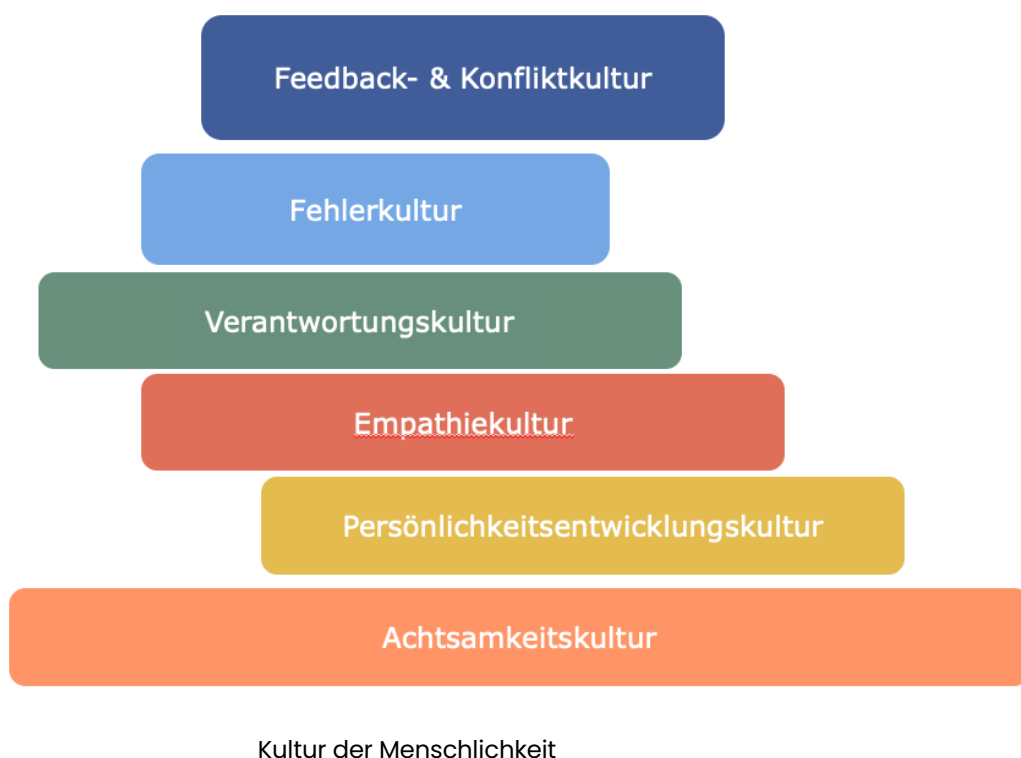 Feedback- & Konfliktkultur
Fehlerkultur
Verantwortungskultur
Empathiekultur
Persönlichkeitsentwicklungskultur
Achtsamkeitskultur
Kultur der Menschlichkeit